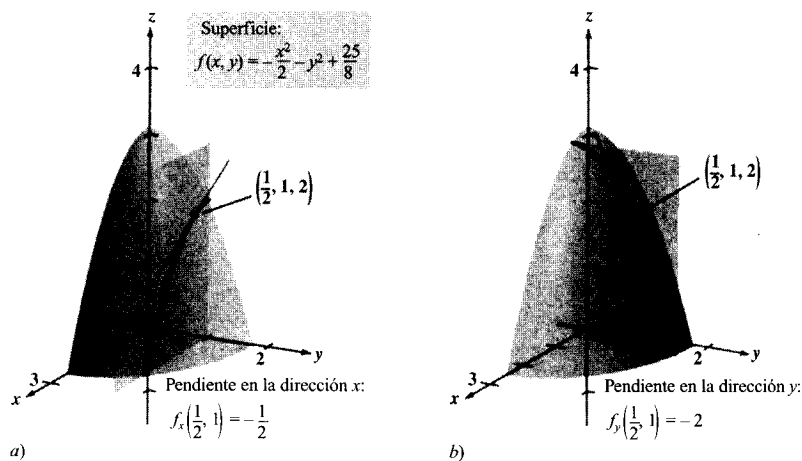 z
Superficie:
f(x, y) = -x²/2 - y² + 25/8
4
(1/2, 1, 2)
2
y
3
x
Pendiente en la dirección x:
f_x(1/2, 1) = -1/2
a)
z
4
(1/2, 1, 2)
2
y
3
x
Pendiente en la dirección y:
f_y(1/2, 1) = -2
b)